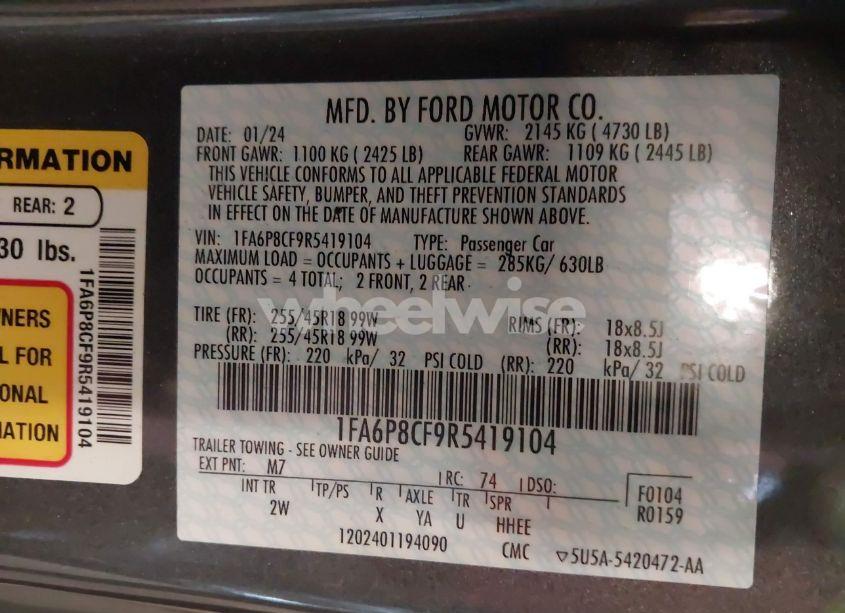 RMATION
REAR: 2
30 lbs.
NERS
L FOR
ONAL
MATION
1FA6P8CF9R5419104
MFD. BY FORD MOTOR CO.
DATE: 01/24 GVWR: 2145 KG ( 4730 LB)
FRONT GAWR: 1100 KG ( 2425 LB) REAR GAWR: 1109 KG ( 2445 LB)
THIS VEHICLE CONFORMS TO ALL APPLICABLE FEDERAL MOTOR
VEHICLE SAFETY, BUMPER, AND THEFT PREVENTION STANDARDS
IN EFFECT ON THE DATE OF MANUFACTURE SHOWN ABOVE.
VIN: 1FA6P8CF9R5419104 TYPE: Passenger Car
MAXIMUM LOAD = OCCUPANTS + LUGGAGE = 285KG/ 630LB
OCCUPANTS = 4 TOTAL; 2 FRONT, 2 REAR
wheelwise
TIRE (FR): 255/45R18 99W RIMS (FR): 18x8.5J
(RR): 255/45R18 99W (RR): 18x8.5J
PRESSURE (FR): 220 kPa/ 32 PSI COLD (RR): 220 kPa/ 32 PSI COLD
1FA6P8CF9R5419104
TRAILER TOWING - SEE OWNER GUIDE
EXT PNT: M7 RC: 74 DSO: F0104
INT TR TP/PS R AXLE TR SPR R0159
2W X YA U HHEE
1202401194090 CMC 5U5A-5420472-AA